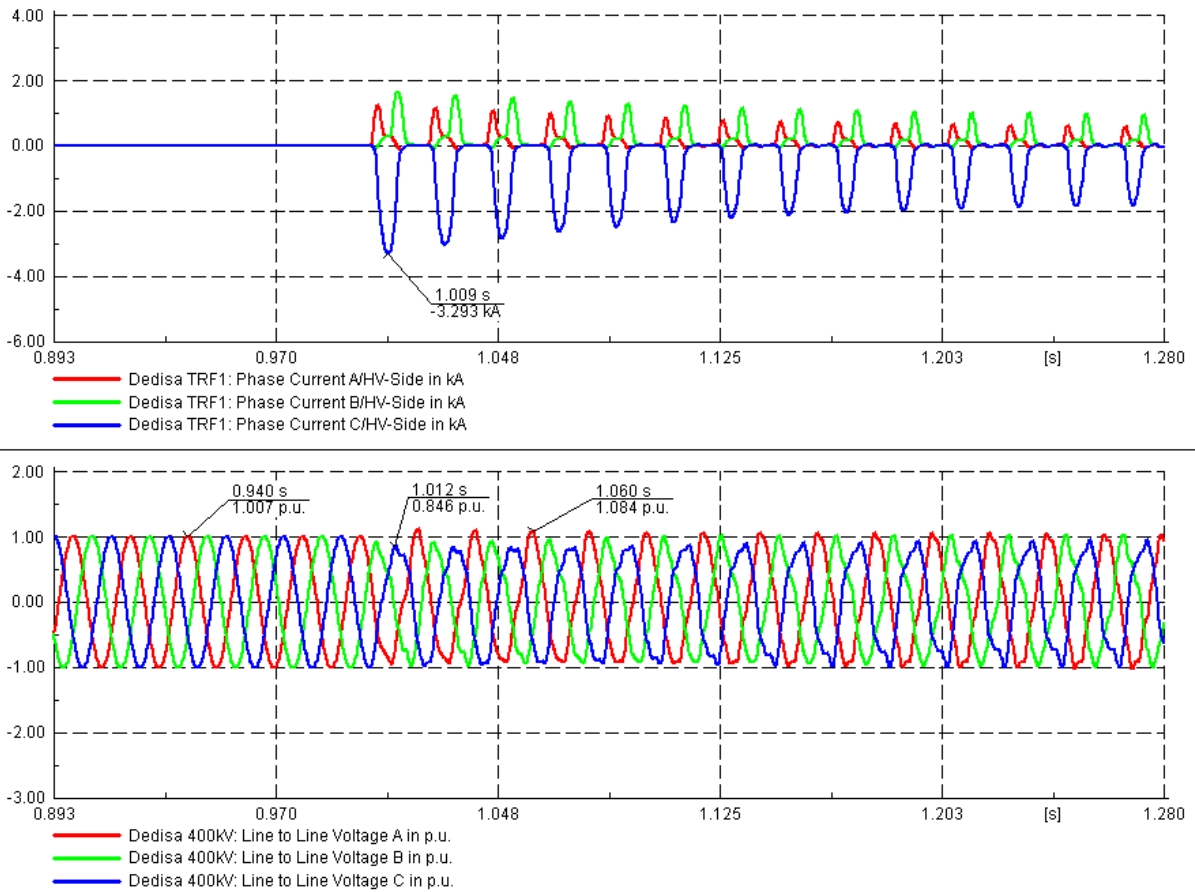 4.00
2.00
0.00
-2.00
-4.00
-6.00
1.009 s
-3.293 kA
0.893 0.970 1.048 1.125 1.203 [s] 1.280
Dedisa TRF1: Phase Current A/HV-Side in kA
Dedisa TRF1: Phase Current B/HV-Side in kA
Dedisa TRF1: Phase Current C/HV-Side in kA
2.00
1.00
0.00
-1.00
-2.00
-3.00
0.940 s
1.007 p.u.
1.012 s
0.846 p.u.
1.060 s
1.084 p.u.
0.893 0.970 1.048 1.125 1.203 [s] 1.280
Dedisa 400kV: Line to Line Voltage A in p.u.
Dedisa 400kV: Line to Line Voltage B in p.u.
Dedisa 400kV: Line to Line Voltage C in p.u.